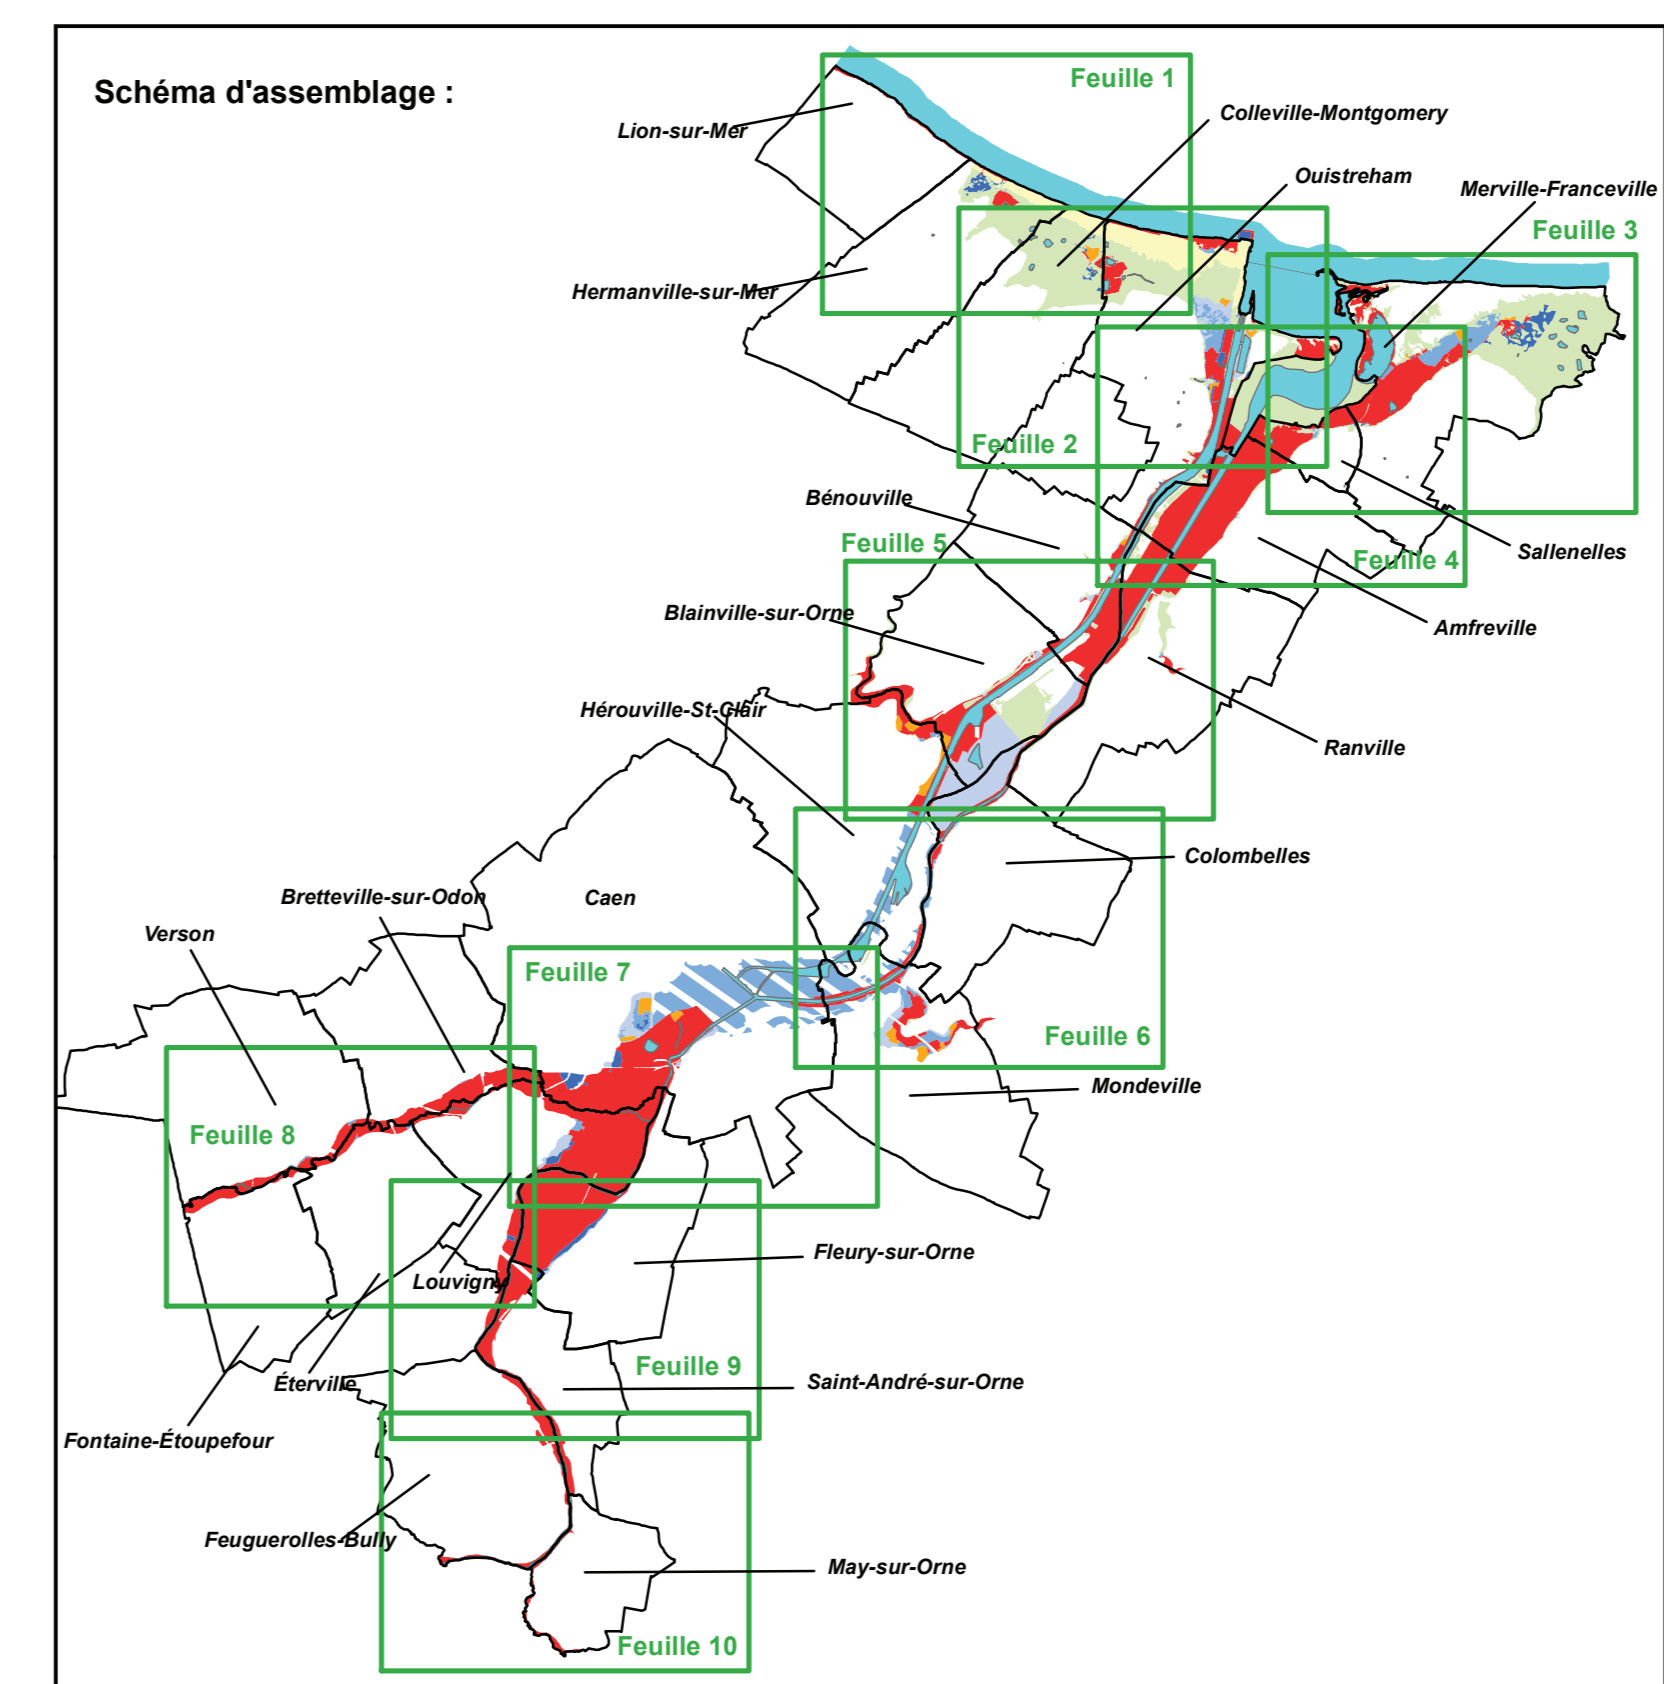 Schéma d'assemblage :
Feuille 1
Colleville-Montgomery
Lion-sur-Mer
Ouistreham
Merville-Franceville
Feuille 3
Hermanville-sur-Mer
Feuille 2
Bénouville
Feuille 5
Sallenelles
Feuille 4
Blainville-sur-Orne
Amfreville
Hérouville-St-Clair
Ranville
Colombelles
Bretteville-sur-Odon
Caen
Verson
Feuille 7
Feuille 6
Mondeville
Feuille 8
Fleury-sur-Orne
Louvigny
Feuille 9
Éterville
Saint-André-sur-Orne
Fontaine-Étoupefour
Feuguerolles-Bully
May-sur-Orne
Feuille 10